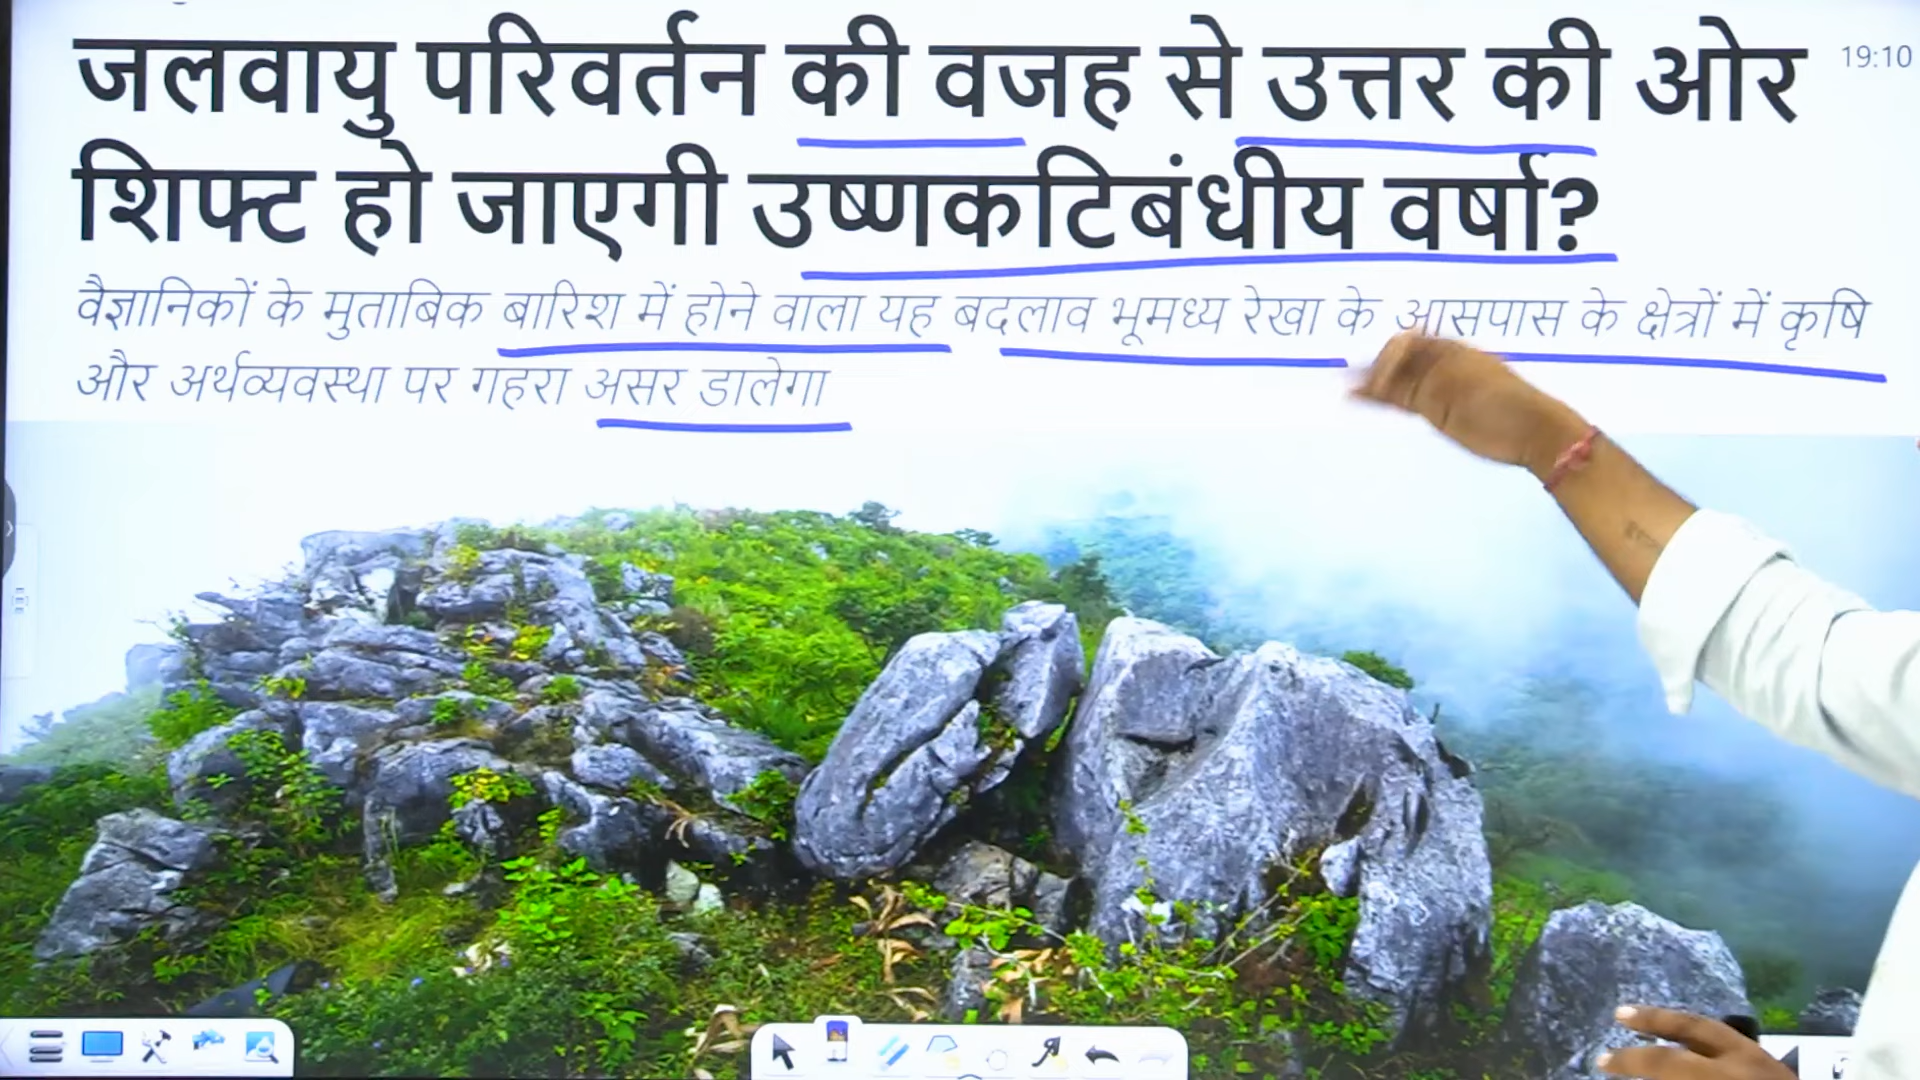 जलवायु परिवर्तन की वजह से उत्तर की ओर
19:10
शिफ्ट हो जाएगी उष्णकटिबंधीय वर्षा?
वैज्ञानिकों के मुताबिक बारिश में होने वाला यह बदलाव भूमध्य रेखा के आसपास के क्षेत्रों में कृषि
और अर्थव्यवस्था पर गहरा असर डालेगा